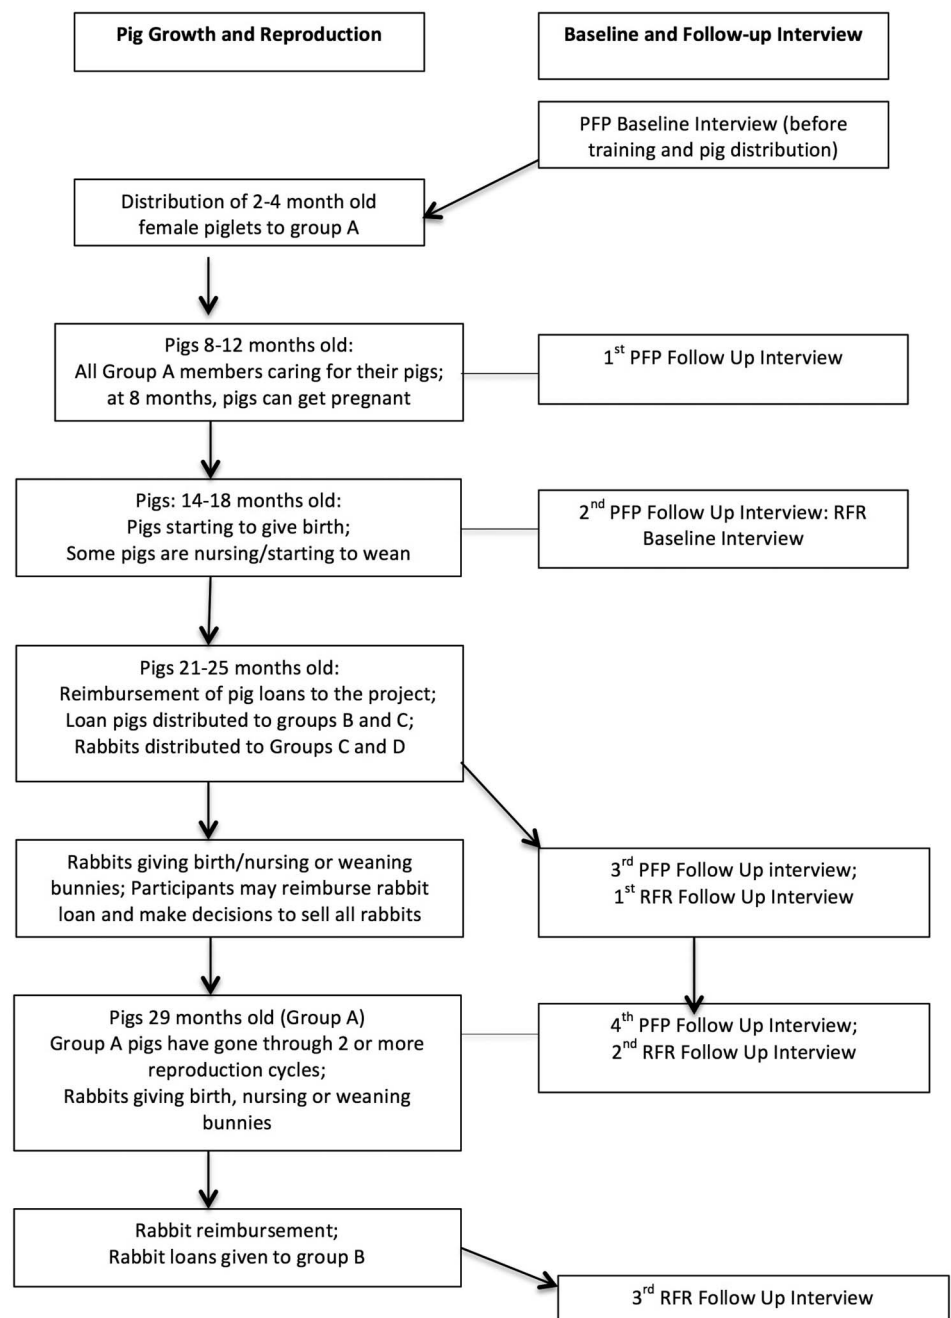 Pig Growth and Reproduction
Baseline and Follow-up Interview
PFP Baseline Interview (before
training and pig distribution)
Distribution of 2-4 month old
female piglets to group A
Pigs 8-12 months old:
All Group A members caring for their pigs;
at 8 months, pigs can get pregnant
1st PFP Follow Up Interview
Pigs: 14-18 months old:
Pigs starting to give birth;
Some pigs are nursing/starting to wean
2nd PFP Follow Up Interview: RFR
Baseline Interview
Pigs 21-25 months old:
Reimbursement of pig loans to the project;
Loan pigs distributed to groups B and C;
Rabbits distributed to Groups C and D
Rabbits giving birth/nursing or weaning
bunnies; Participants may reimburse rabbit
loan and make decisions to sell all rabbits
3rd PFP Follow Up interview;
1st RFR Follow Up Interview
Pigs 29 months old (Group A)
Group A pigs have gone through 2 or more
reproduction cycles;
Rabbits giving birth, nursing or weaning
bunnies
4th PFP Follow Up Interview;
2nd RFR Follow Up Interview
Rabbit reimbursement;
Rabbit loans given to group B
3rd RFR Follow Up Interview